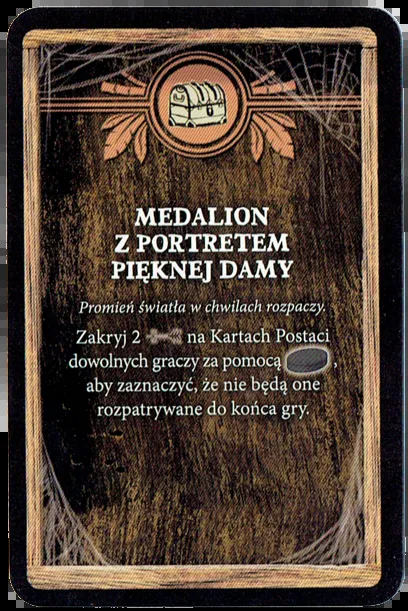 MEDALION
Z PORTRETEM
PIĘKNEJ DAMY
Promień światła w chwilach rozpaczy.
Zakryj 2 na Kartach Postaci
dowolnych graczy za pomocą ,
aby zaznaczyć, że nie będą one
rozpatrywane do końca gry.